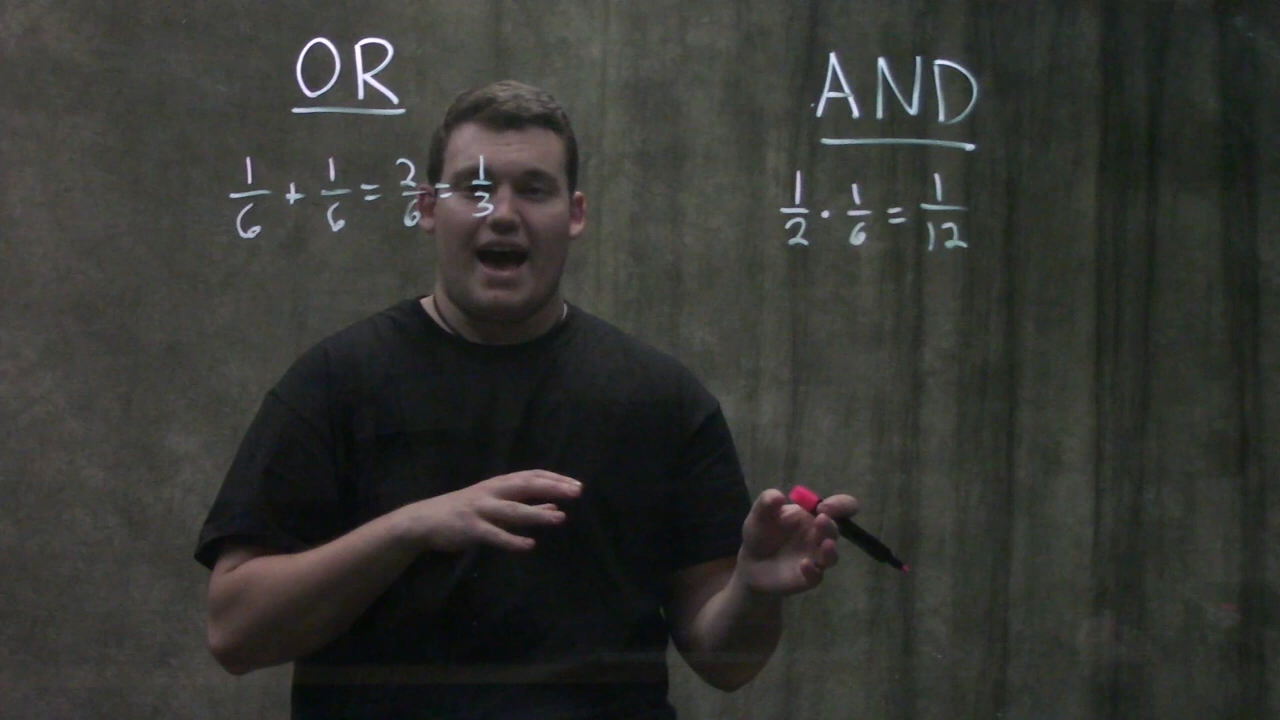 OR
1/6 + 1/6 = 2/6 = 1/3
AND
1/2 · 1/6 = 1/12